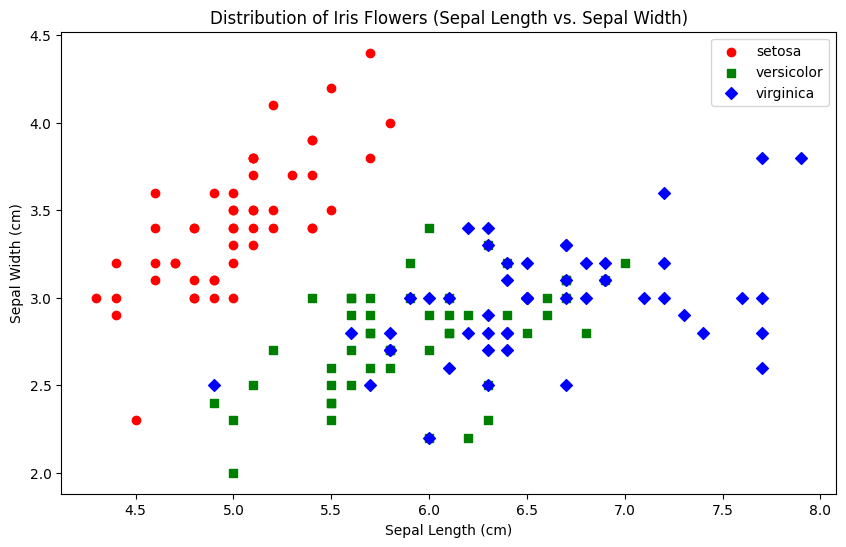 Distribution of Iris Flowers (Sepal Length vs. Sepal Width)
setosa
versicolor
virginica
4.5
4.0
3.5
3.0
2.5
2.0
Sepal Width (cm)
4.5 5.0 5.5 6.0 6.5 7.0 7.5 8.0
Sepal Length (cm)